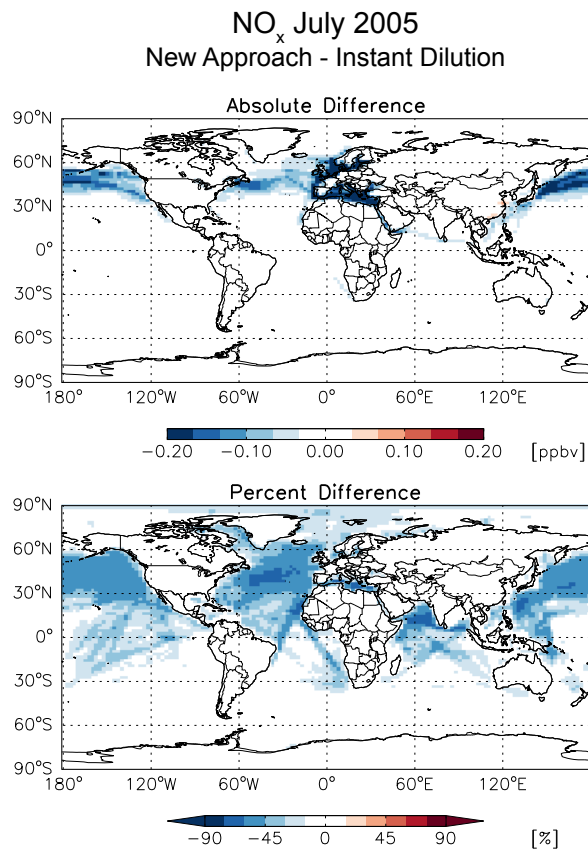 NOx July 2005
New Approach - Instant Dilution
Absolute Difference
90°N
60°N
30°N
0°
30°S
60°S
90°S
180° 120°W 60°W 0° 60°E 120°E
-0.20 -0.10 0.00 0.10 0.20 [ppbv]
Percent Difference
90°N
60°N
30°N
0°
30°S
60°S
90°S
180° 120°W 60°W 0° 60°E 120°E
-90 -45 0 45 90 [%]